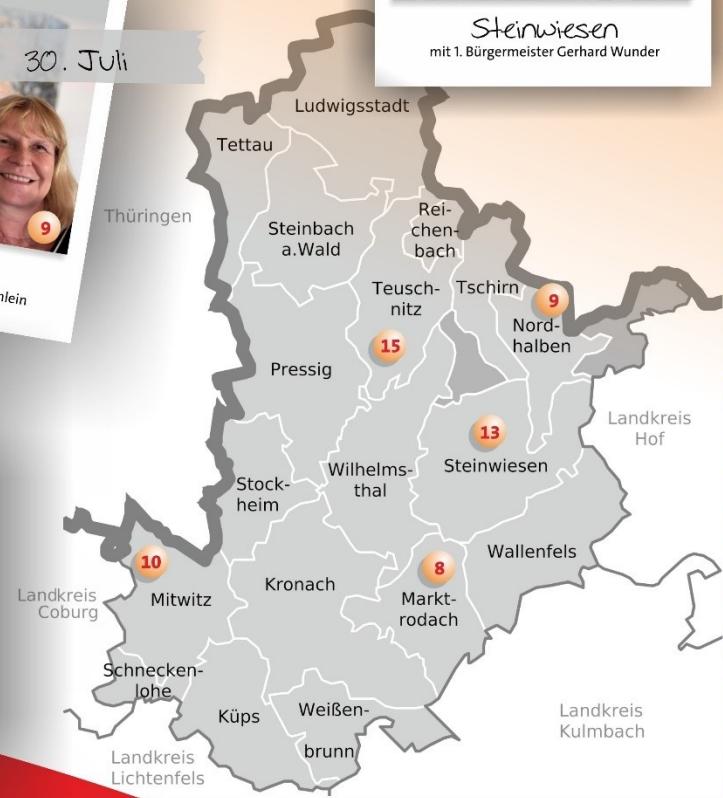 30. Juli
9
Steinwiesen
mit 1. Bürgermeister Gerhard Wunder
Ludwigsstadt
Tettau
Thüringen
Rei-
chen-
bach
Steinbach
a.Wald
Teusch-
nitz
Tschirn
9
Nord-
halben
15
Pressig
13
Landkreis
Hof
Steinwiesen
Wilhelms-
thal
Stock-
heim
Wallenfels
10
8
Kronach
Landkreis
Coburg
Mitwitz
Markt-
rodach
Schnecken-
lohe
Küps
Weißen-
brunn
Landkreis
Kulmbach
Landkreis
Lichtenfels